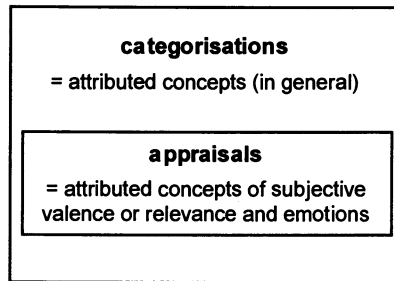 categorisations
= attributed concepts (in general)
appraisals
= attributed concepts of subjective
valence or relevance and emotions